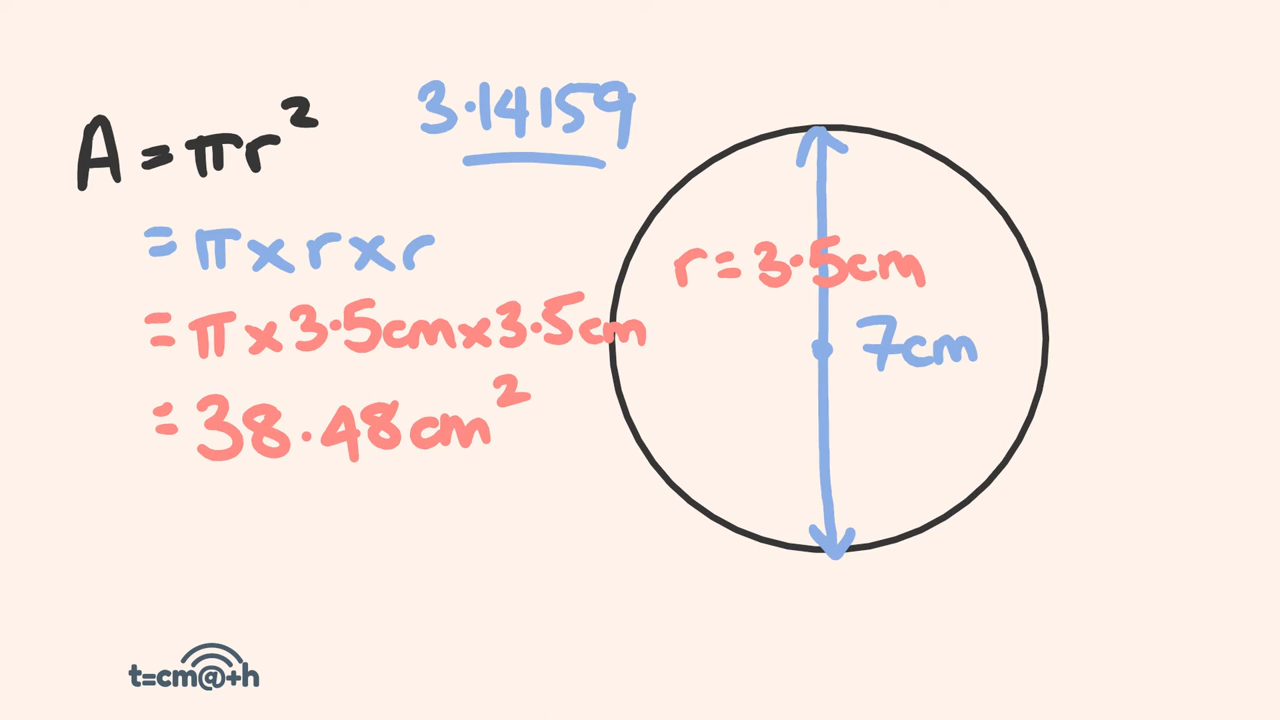 A = πr²
3.14159
= π x r x r
= π x 3.5cm x 3.5cm
= 38.48cm²
r = 3.5cm
7cm
t=cm@+h